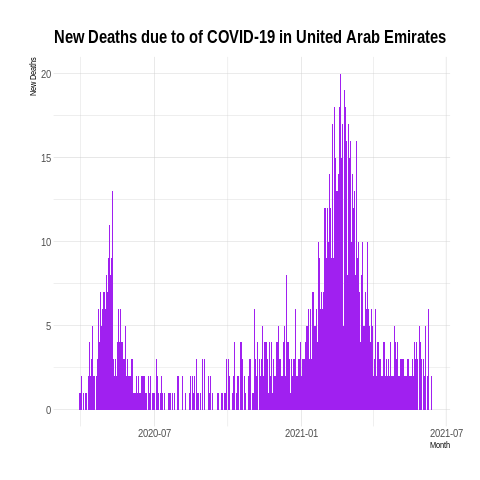 New Deaths due to of COVID-19 in United Arab Emirates
New Deaths
20
15
10
5
0
2020-07
2021-01
2021-07
Month